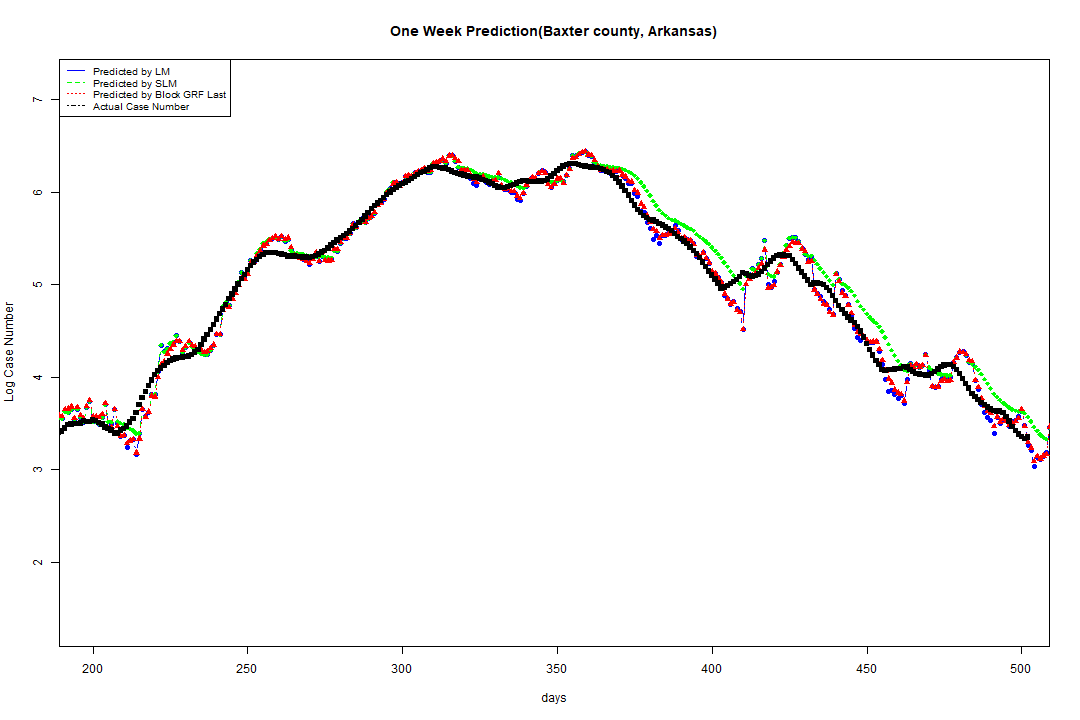 One Week Prediction(Baxter county, Arkansas)
Predicted by LM
Predicted by SLM
Predicted by Block GRF Last
Actual Case Number
7
6
5
4
3
2
Log Case Number
200 250 300 350 400 450 500
days